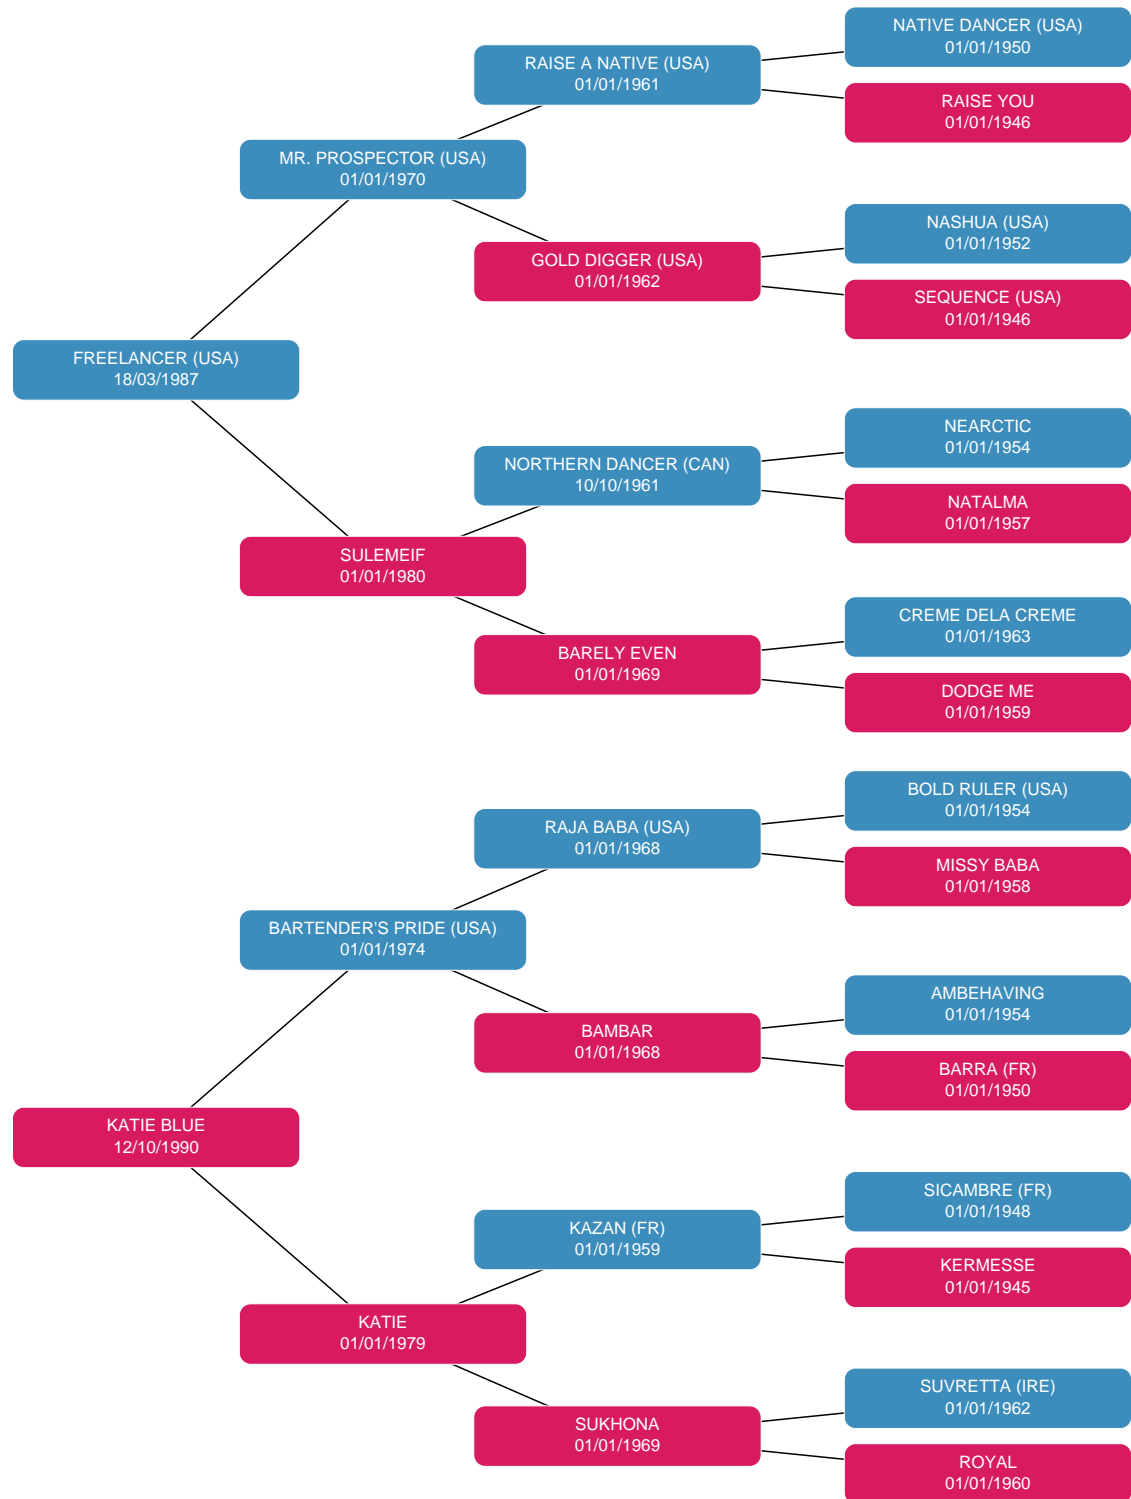 NATIVE DANCER (USA)
01/01/1950
RAISE A NATIVE (USA)
01/01/1961
RAISE YOU
01/01/1946
MR. PROSPECTOR (USA)
01/01/1970
NASHUA (USA)
01/01/1952
GOLD DIGGER (USA)
01/01/1962
SEQUENCE (USA)
01/01/1946
FREELANCER (USA)
18/03/1987
NEARCTIC
01/01/1954
NORTHERN DANCER (CAN)
10/10/1961
NATALMA
01/01/1957
SULEMEIF
01/01/1980
CREME DELA CREME
01/01/1963
BARELY EVEN
01/01/1969
DODGE ME
01/01/1959
BOLD RULER (USA)
01/01/1954
RAJA BABA (USA)
01/01/1968
MISSY BABA
01/01/1958
BARTENDER'S PRIDE (USA)
01/01/1974
AMBEHAVING
01/01/1954
BAMBAR
01/01/1968
BARRA (FR)
01/01/1950
KATIE BLUE
12/10/1990
SICAMBRE (FR)
01/01/1948
KAZAN (FR)
01/01/1959
KERMESSE
01/01/1945
KATIE
01/01/1979
SUVRETTA (IRE)
01/01/1962
SUKHONA
01/01/1969
ROYAL
01/01/1960